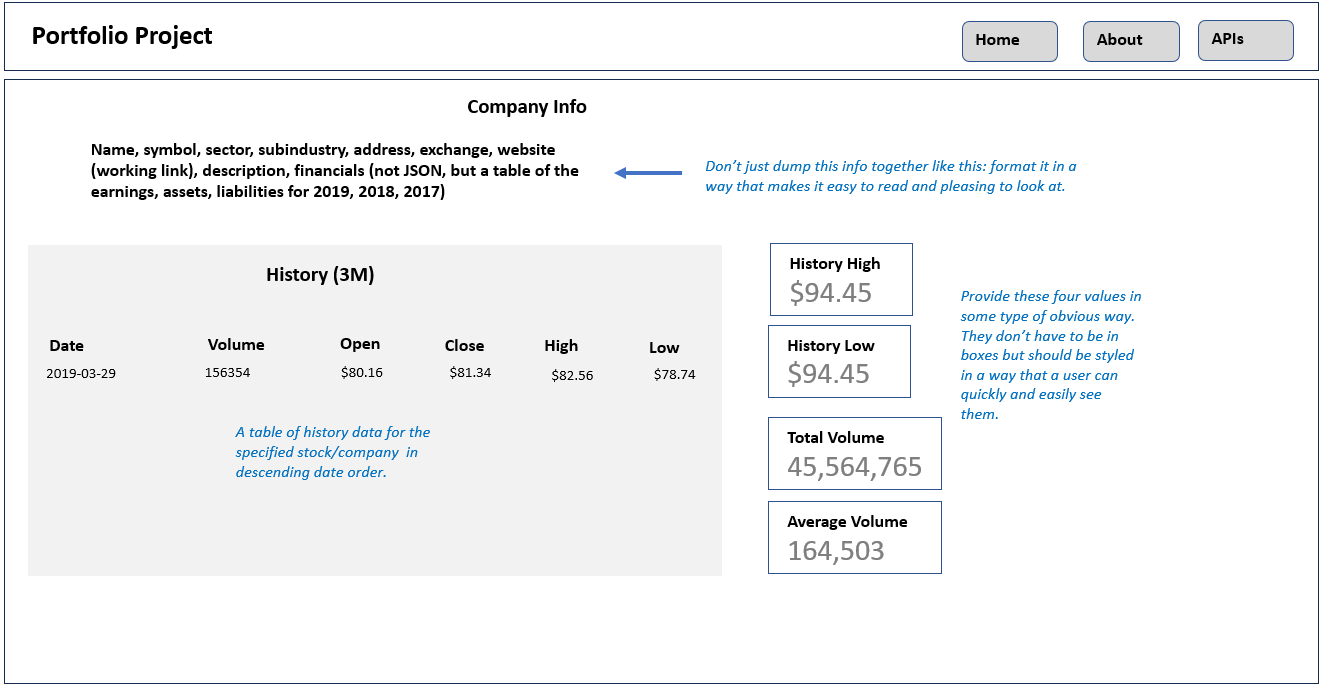 Portfolio Project
Home
About
APIs
Company Info
Name, symbol, sector, subindustry, address, exchange, website
(working link), description, financials (not JSON, but a table of the
earnings, assets, liabilities for 2019, 2018, 2017)
Don’t just dump this info together like this: format it in a
way that makes it easy to read and pleasing to look at.
History (3M)
Date Volume Open Close High Low
2019-03-29 156354 $80.16 $81.34 $82.56 $78.74
A table of history data for the
specified stock/company in
descending date order.
History High
$94.45
History Low
$94.45
Total Volume
45,564,765
Average Volume
164,503
Provide these four values in
some type of obvious way.
They don’t have to be in
boxes but should be styled
in a way that a user can
quickly and easily see
them.